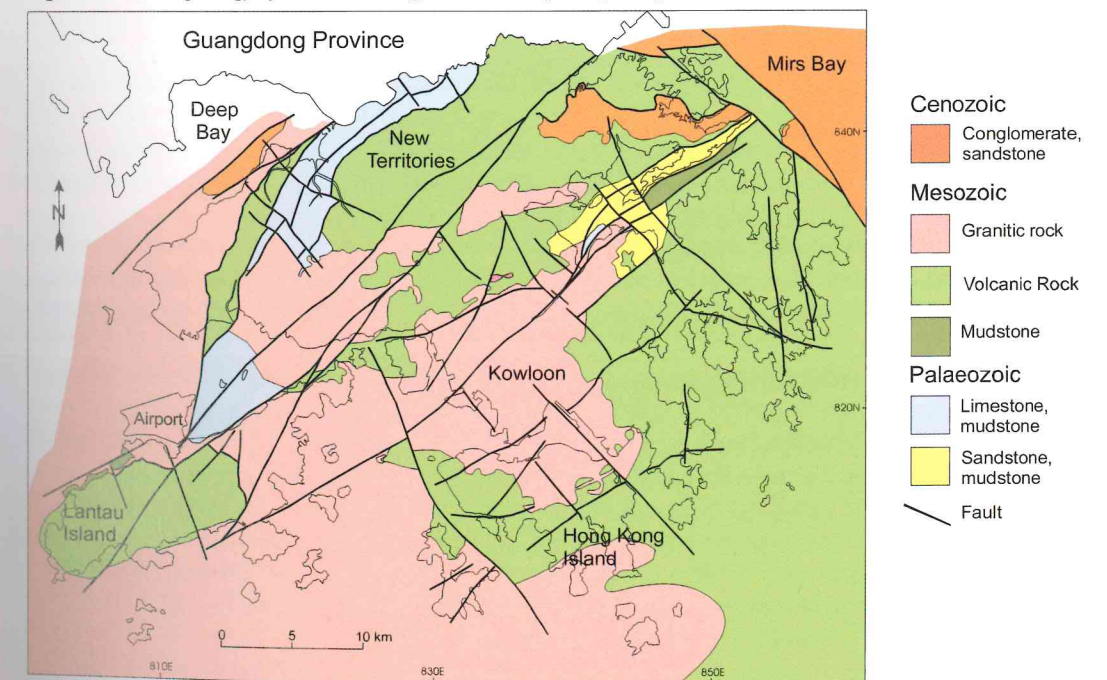 Guangdong Province
Mirs Bay
Deep
Bay
New
Territories
840N
Kowloon
Airport
820N
Lantau
Island
Hong Kong
Island
N
0 5 10 km
810E
830E
850E
Cenozoic
Conglomerate,
sandstone
Mesozoic
Granitic rock
Volcanic Rock
Mudstone
Palaeozoic
Limestone,
mudstone
Sandstone,
mudstone
Fault